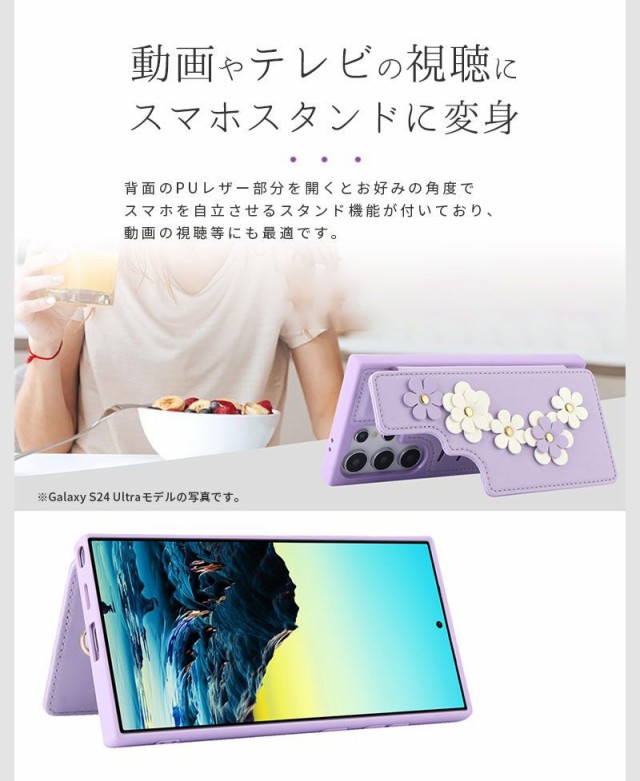 動画やテレビの視聴に
スマホスタンドに変身
背面のPUレザー部分を開くとお好みの角度で
スマホを自立させるスタンド機能が付いており、
動画の視聴等にも最適です。
※Galaxy S24 Ultraモデルの写真です。